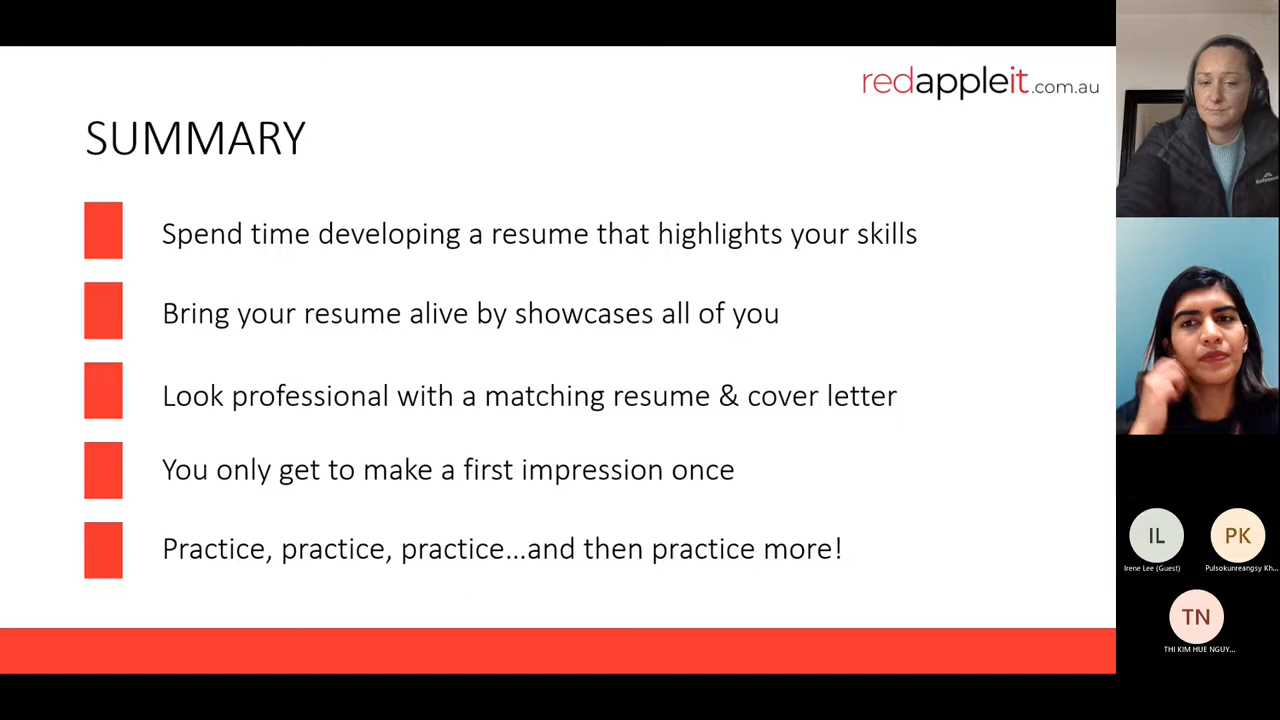 redappleit.com.au
SUMMARY
Spend time developing a resume that highlights your skills
Bring your resume alive by showcases all of you
Look professional with a matching resume & cover letter
You only get to make a first impression once
Practice, practice, practice...and then practice more!
IL
PK
Irene Lee (Guest)
Pulsokunreangsy Kh...
TN
THI KIM HUE NGUY...